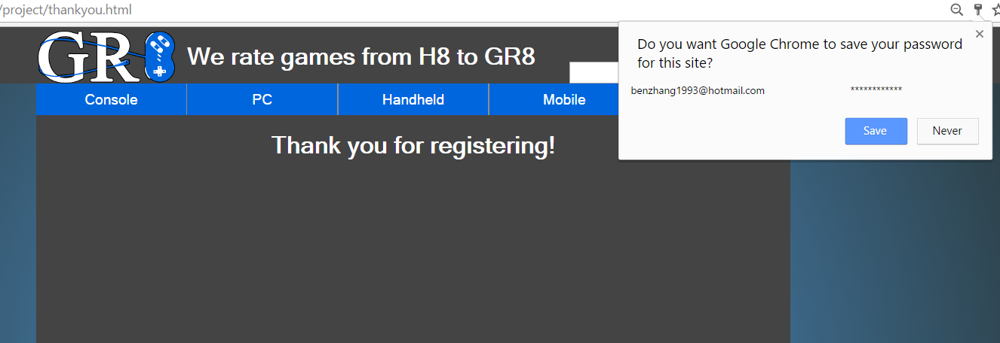 /project/thankyou.html
GR8
We rate games from H8 to GR8
Console
PC
Handheld
Mobile
Thank you for registering!
Do you want Google Chrome to save your password
for this site?
benzhang1993@hotmail.com
************
Save
Never